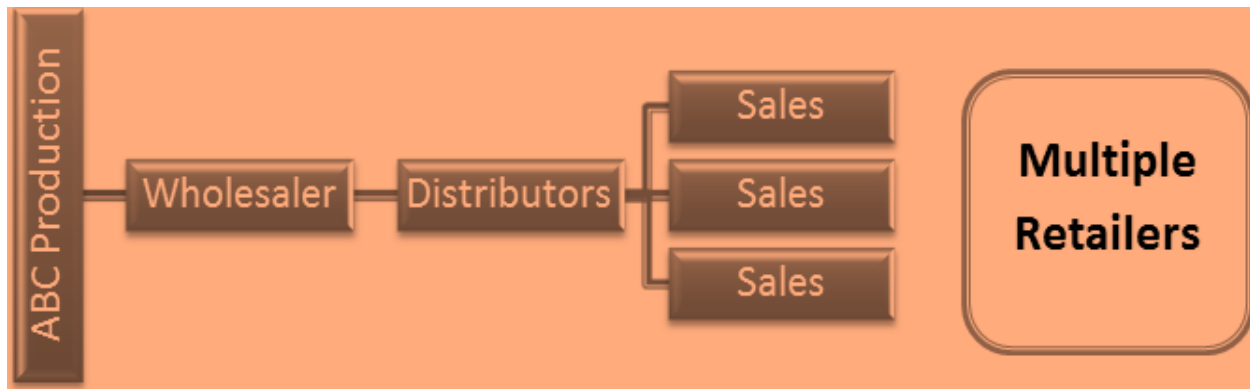 ABC Production
Wholesaler
Distributors
Sales
Sales
Sales
Multiple
Retailers